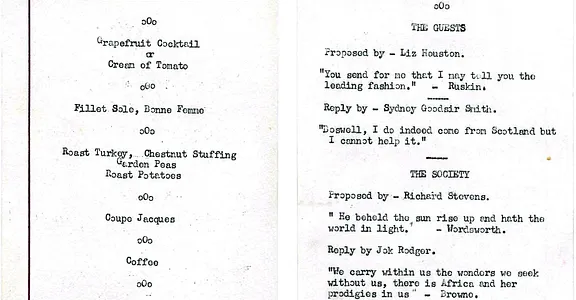 oOo
Grapefruit Cocktail
or
Cream of Tomato
oOo
Fillet Sole, Bonne Femme
oOo
Roast Turkey, Chestnut Stuffing
Garden Peas
Roast Potatoes
oOo
Coupe Jacques
oOo
Coffee
oOo
oOo
THE GUESTS
Proposed by - Liz Houston.
"You send for me that I may tell you the
leading fashion." - Ruskin.
Reply by - Sydney Goodsir Smith.
"Boswell, I do indeed come from Scotland but
I cannot help it."
THE SOCIETY
Proposed by - Richard Stevens.
" He beheld the sun rise up and hath the
world in light.' - Wordsworth.
Reply by Jok Rodger.
"We carry within us the wonders we seek
without us, there is Africa and her
prodigies in us " - Browne.